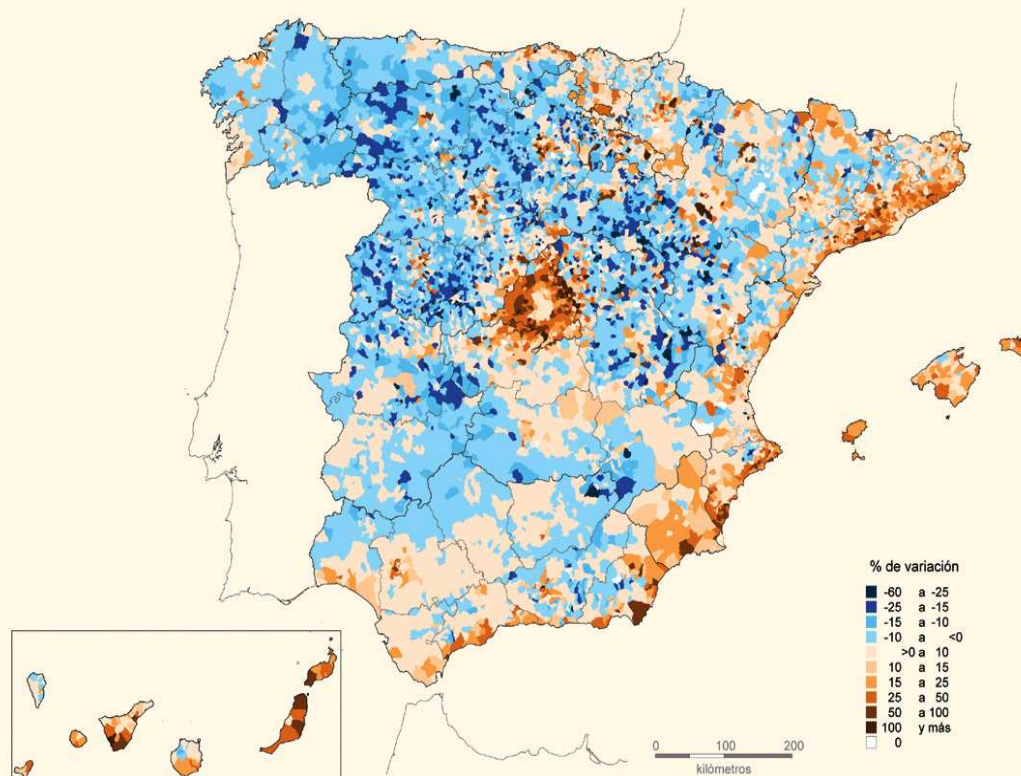 % de variación
-60 a -25
-25 a -15
-15 a -10
-10 a <0
>0 a 10
10 a 15
15 a 25
25 a 50
50 a 100
100 y más
0
0 100 200
kilómetros